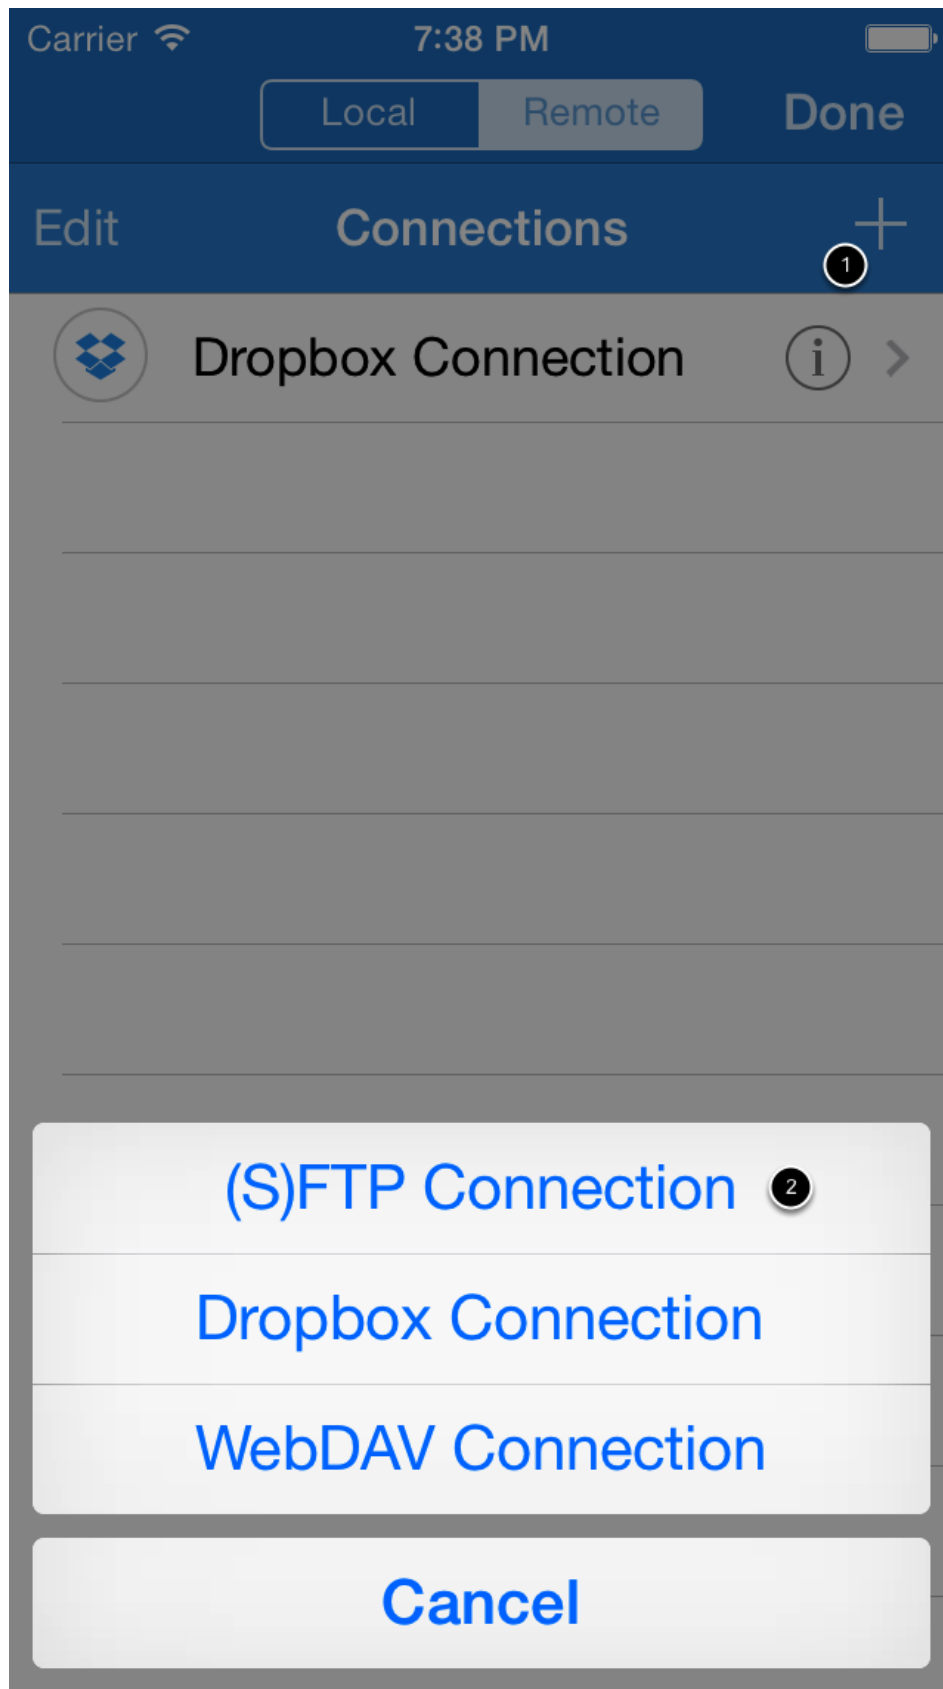 Carrier 7:38 PM
Local Remote Done
Edit Connections +
1
Dropbox Connection i >
(S)FTP Connection 2
Dropbox Connection
WebDAV Connection
Cancel